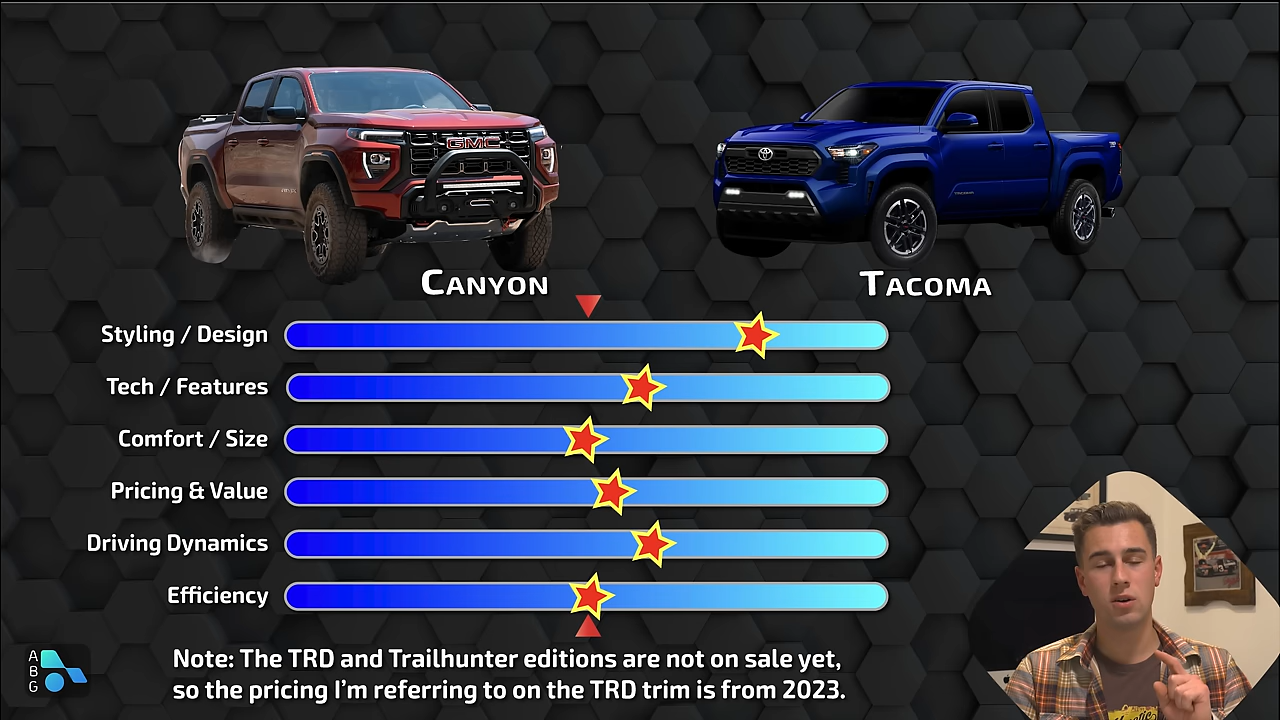 GMC
CANYON
TACOMA
Styling / Design
Tech / Features
Comfort / Size
Pricing & Value
Driving Dynamics
Efficiency
A
B
G
Note: The TRD and Trailhunter editions are not on sale yet,
so the pricing I'm referring to on the TRD trim is from 2023.